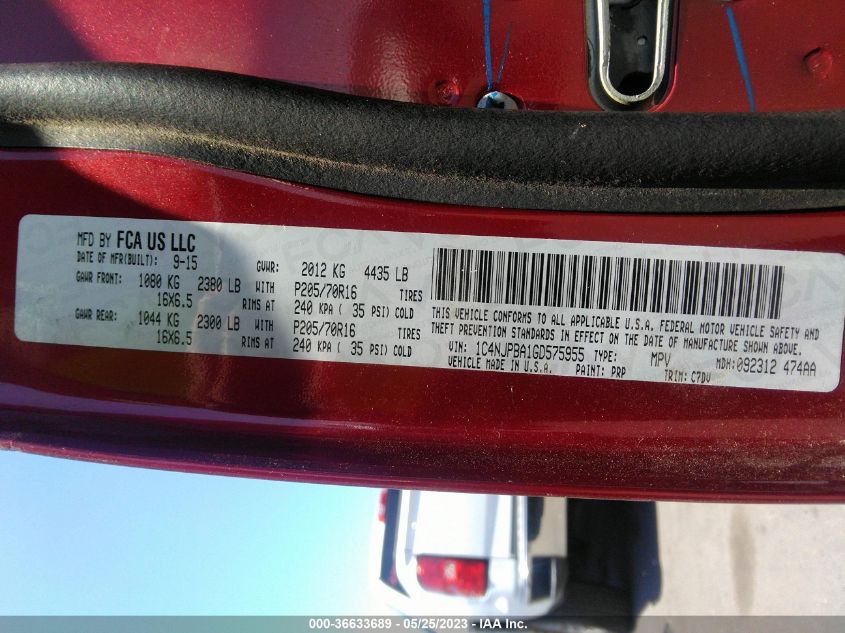 MFD BY FCA US LLC
DATE OF MFR(BUILT): 9-15 GVWR: 2012 KG 4435 LB
GAWR FRONT: 1080 KG 2380 LB WITH P205/70R16 TIRES
16X6.5 RIMS AT 240 KPA ( 35 PSI) COLD
GAWR REAR: 1044 KG 2300 LB WITH P205/70R16 TIRES
16X6.5 RIMS AT 240 KPA ( 35 PSI) COLD
THIS VEHICLE CONFORMS TO ALL APPLICABLE U.S.A. FEDERAL MOTOR VEHICLE SAFETY AND
THEFT PREVENTION STANDARDS IN EFFECT ON THE DATE OF MANUFACTURE SHOWN ABOVE.
VIN: 1C4NJPBA1GD575955 TYPE: MPV MDH:092312 474AA
VEHICLE MADE IN U.S.A. PAINT: PRP TRIM: C7DV
000-36633689 - 05/25/2023 - IAA Inc.